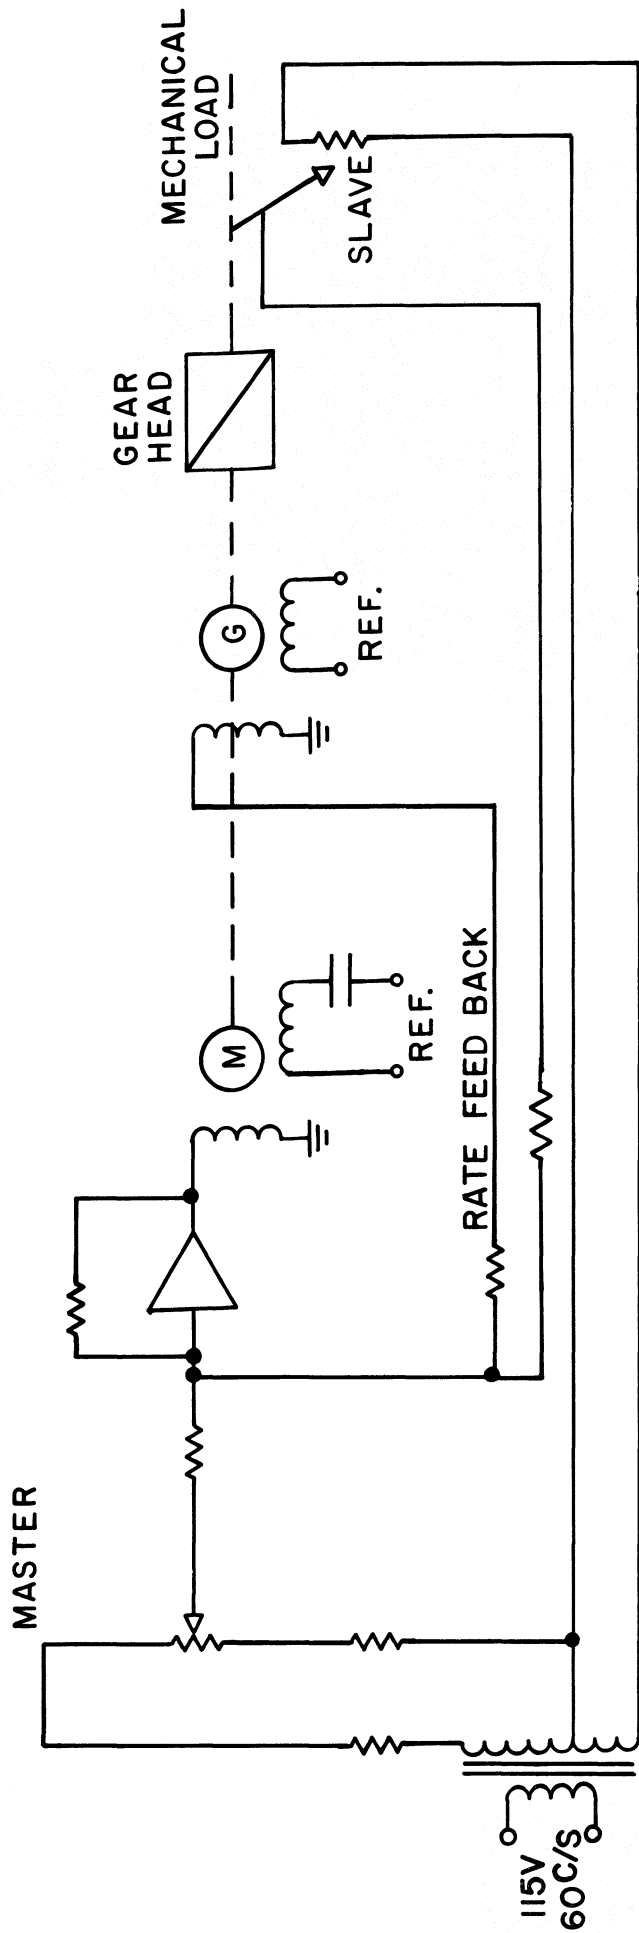 MASTER
MECHANICAL
LOAD
GEAR
HEAD
M
G
SLAVE
REF.
REF.
RATE FEED BACK
115V
60C/S